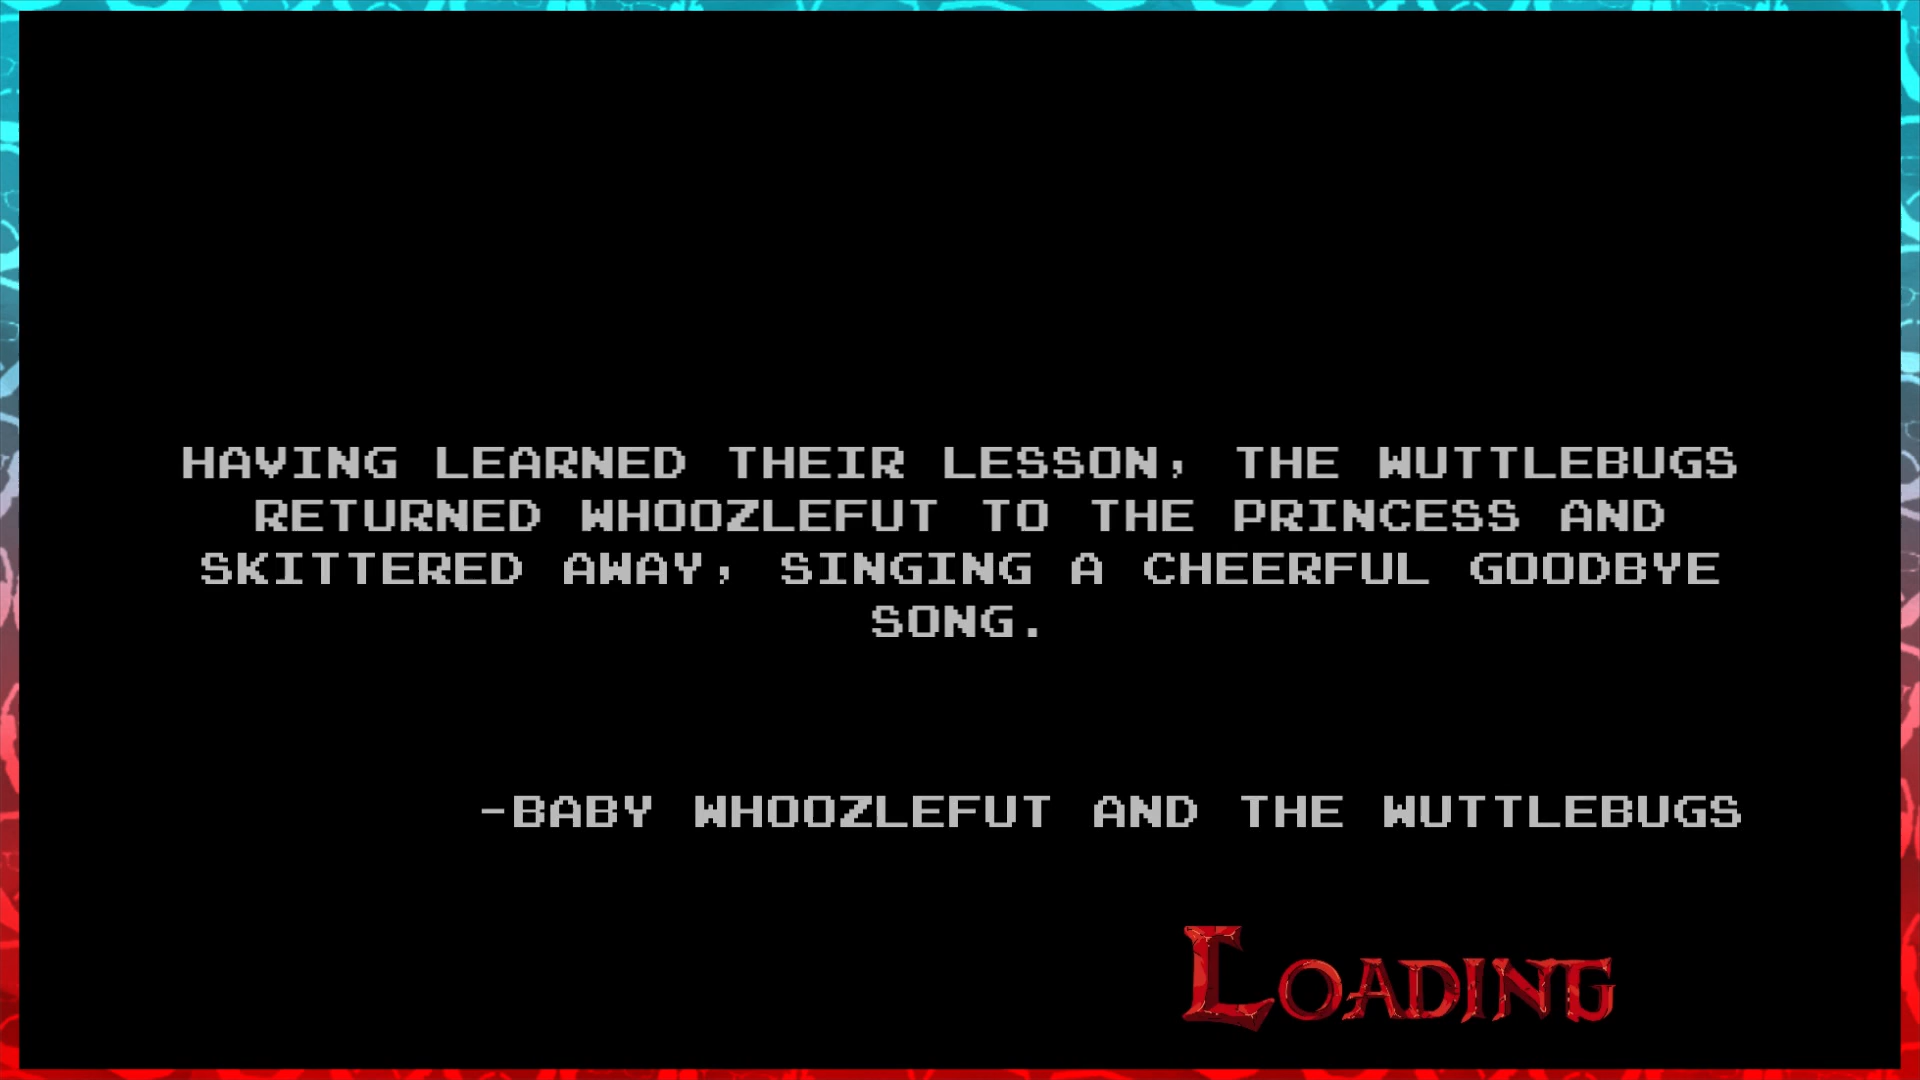 HAVING LEARNED THEIR LESSON, THE WUTTLEBUGS
RETURNED WHOOZLEFUT TO THE PRINCESS AND
SKITTERED AWAY, SINGING A CHEERFUL GOODBYE
SONG.
-BABY WHOOZLEFUT AND THE WUTTLEBUGS
LOADING